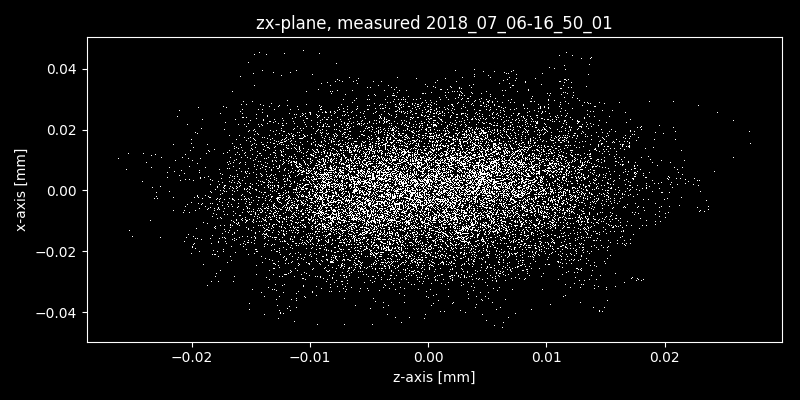 zx-plane, measured 2018_07_06-16_50_01
0.04
0.02
0.00
−0.02
−0.04
x-axis [mm]
−0.02 −0.01 0.00 0.01 0.02
z-axis [mm]